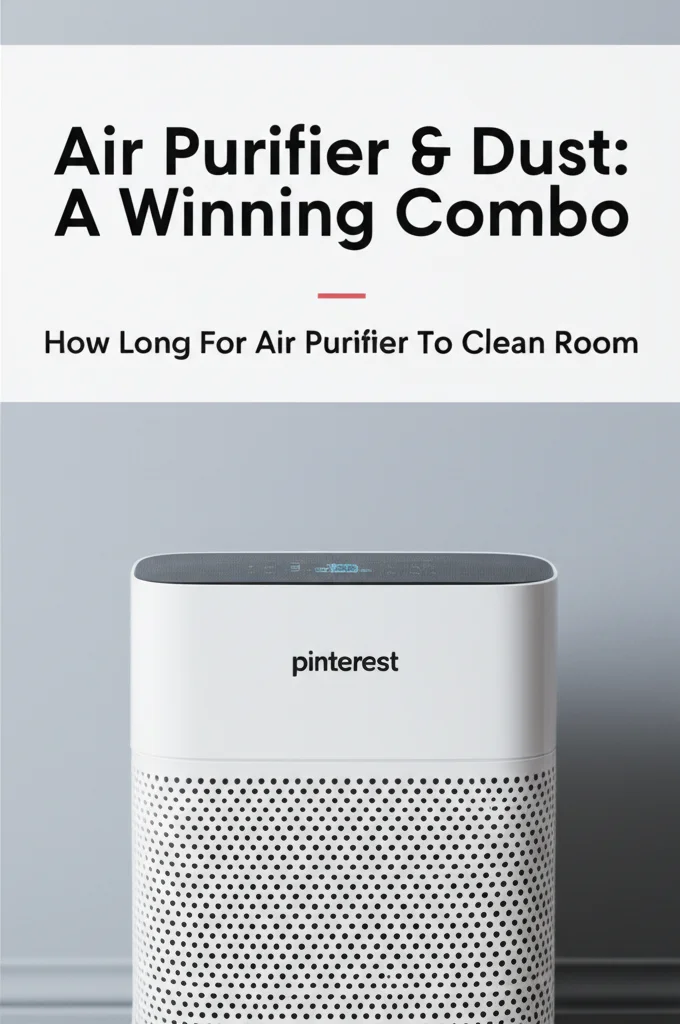 Air Purifier & Dust:
A Winning Combo
How Long For Air Purifier To Clean Room
pinterest